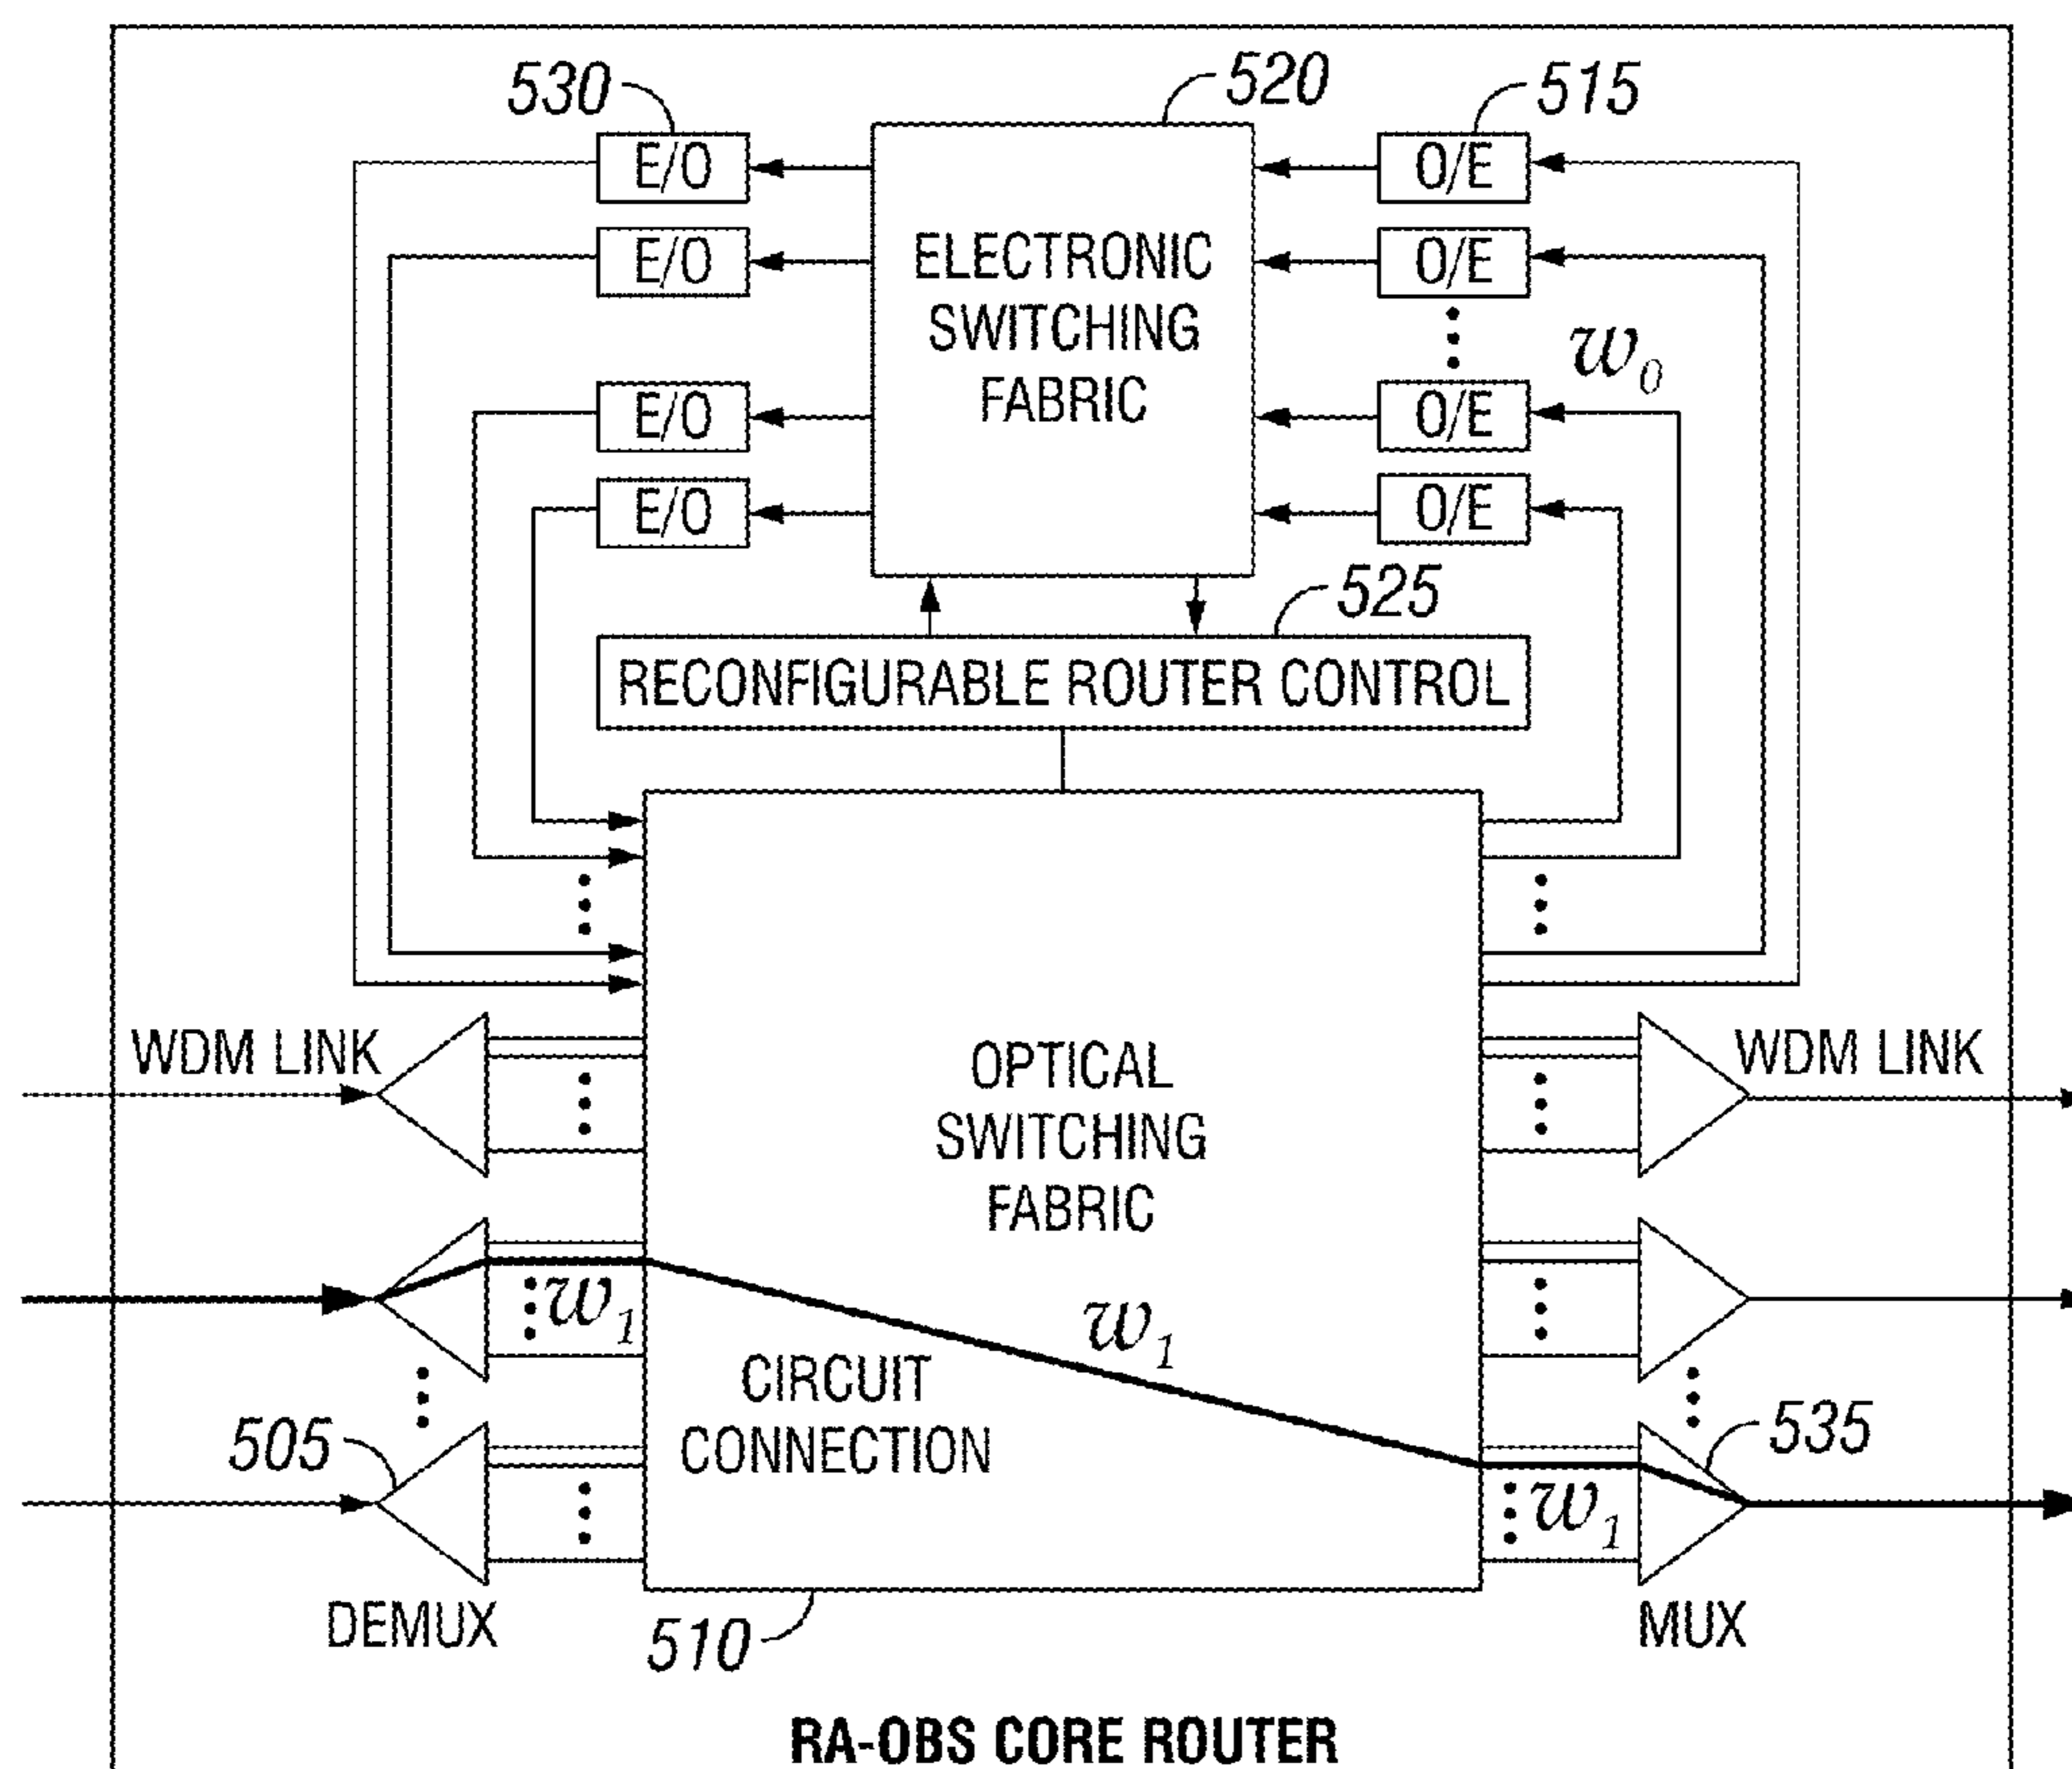 530
520
515
E/O
O/E
E/O
ELECTRONIC
SWITCHING
FABRIC
O/E
w0
E/O
O/E
E/O
O/E
525
RECONFIGURABLE ROUTER CONTROL
WDM LINK
OPTICAL
SWITCHING
FABRIC
WDM LINK
w1
w1
CIRCUIT
CONNECTION
505
535
w1
DEMUX
510
MUX
RA-OBS CORE ROUTER